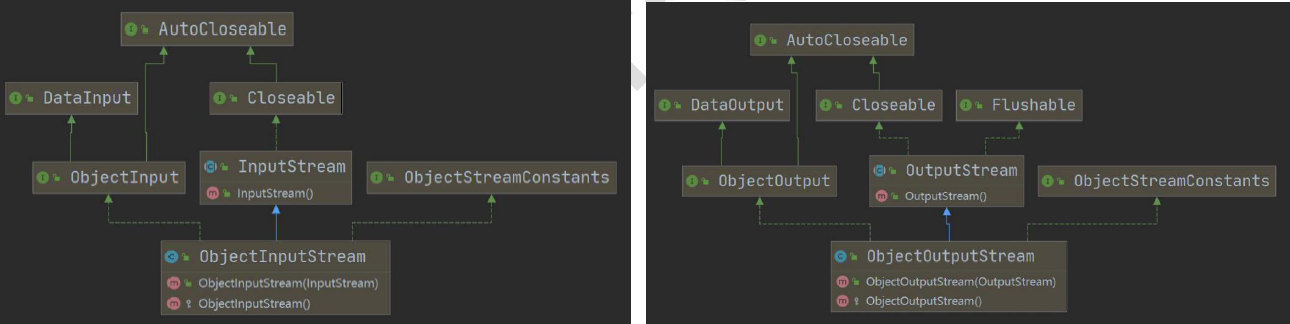 AutoCloseable
DataInput
Closeable
InputStream
InputStream()
ObjectInput
ObjectStreamConstants
ObjectInputStream
ObjectInputStream(InputStream)
ObjectInputStream()
AutoCloseable
DataOutput
Closeable
Flushable
OutputStream
OutputStream()
ObjectOutput
ObjectStreamConstants
ObjectOutputStream
ObjectOutputStream(OutputStream)
ObjectOutputStream()